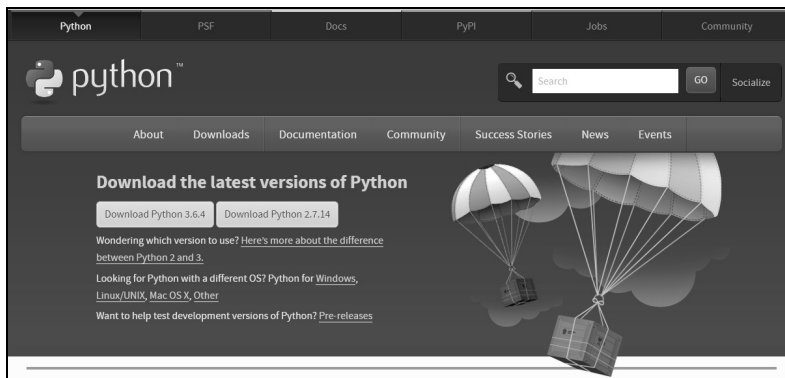 Python PSF Docs PyPI Jobs Community
python™
Search GO Socialize
About Downloads Documentation Community Success Stories News Events
Download the latest versions of Python
Download Python 3.6.4 Download Python 2.7.14
Wondering which version to use? Here's more about the difference
between Python 2 and 3.
Looking for Python with a different OS? Python for Windows,
Linux/UNIX, Mac OS X, Other
Want to help test development versions of Python? Pre-releases